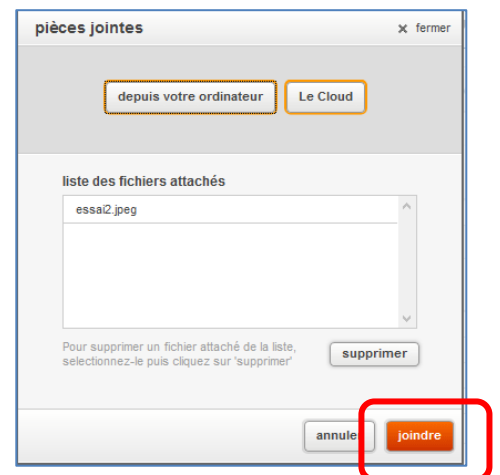 pièces jointes
x fermer
depuis votre ordinateur
Le Cloud
liste des fichiers attachés
essai2.jpeg
Pour supprimer un fichier attaché de la liste,
selectionnez-le puis cliquez sur 'supprimer'
supprimer
annuler
joindre